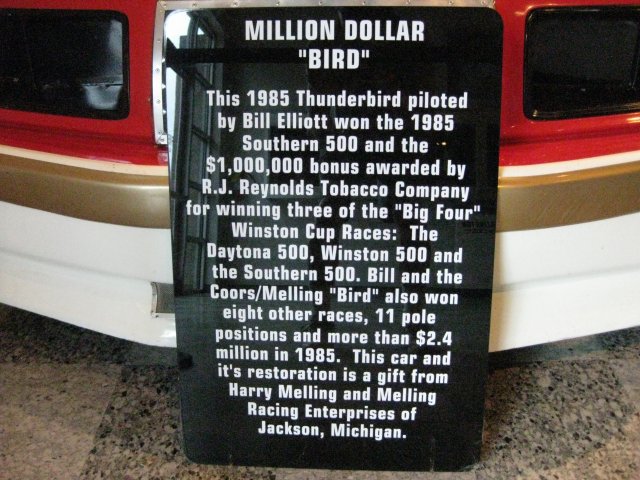 MILLION DOLLAR
"BIRD"
This 1985 Thunderbird piloted
by Bill Elliott won the 1985
Southern 500 and the
$1,000,000 bonus awarded by
R.J. Reynolds Tobacco Company
for winning three of the "Big Four"
Winston Cup Races: The
Daytona 500, Winston 500 and
the Southern 500. Bill and the
Coors/Melling "Bird" also won
eight other races, 11 pole
positions and more than $2.4
million in 1985. This car and
it's restoration is a gift from
Harry Melling and Melling
Racing Enterprises of
Jackson, Michigan.